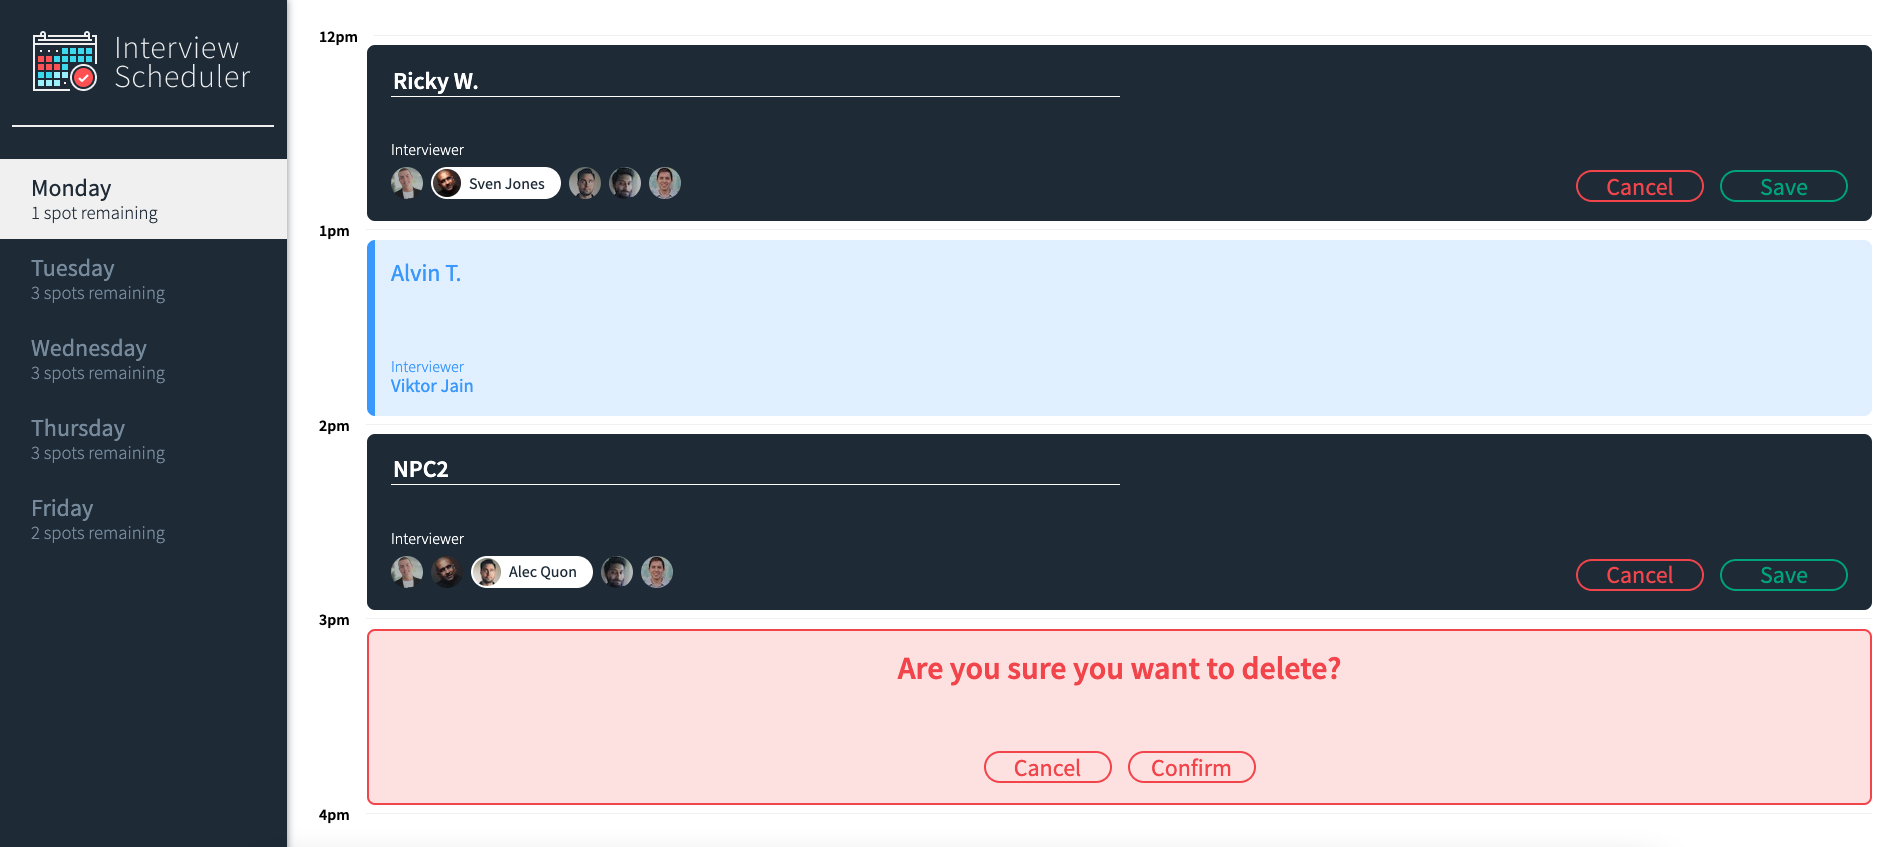 Interview
Scheduler
Monday
1 spot remaining
Tuesday
3 spots remaining
Wednesday
3 spots remaining
Thursday
3 spots remaining
Friday
2 spots remaining
12pm
Ricky W.
Interviewer
Sven Jones
Cancel
Save
1pm
Alvin T.
Interviewer
Viktor Jain
2pm
NPC2
Interviewer
Alec Quon
Cancel
Save
3pm
Are you sure you want to delete?
Cancel
Confirm
4pm